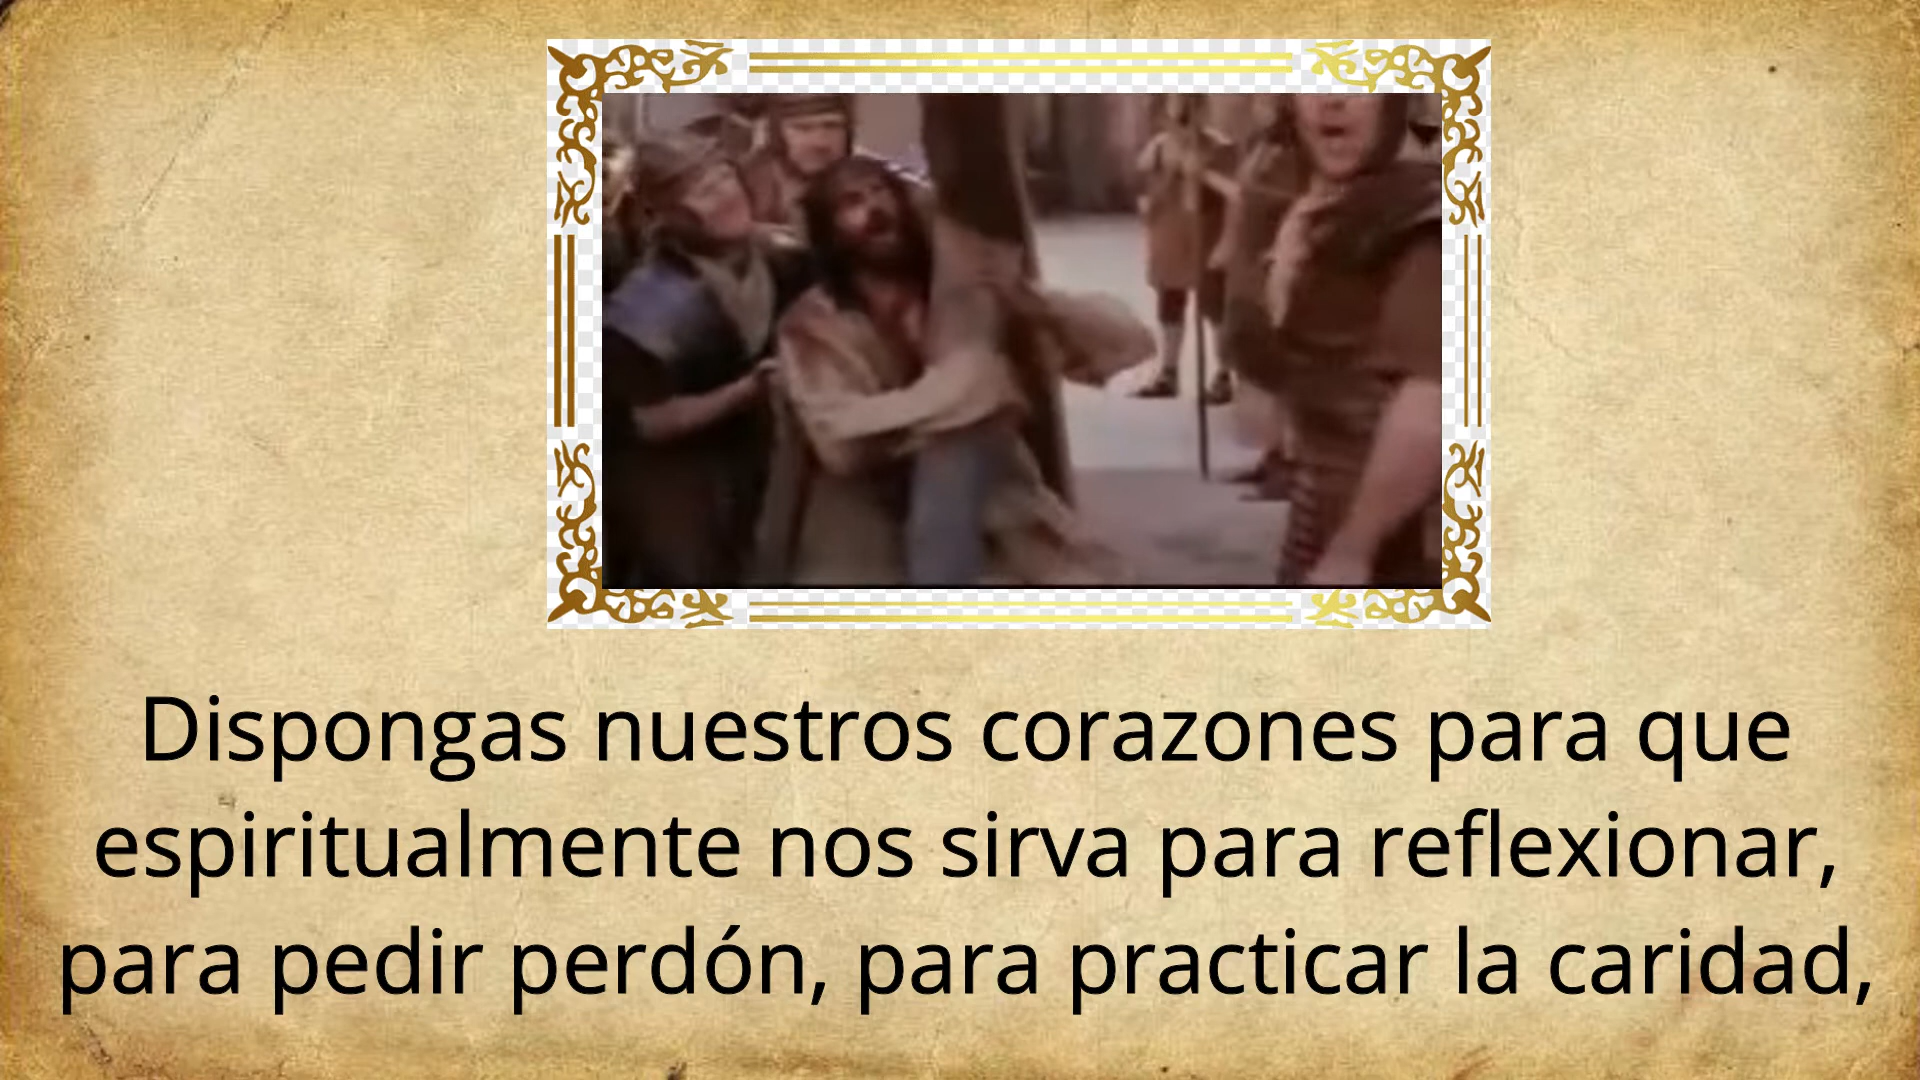 Dispongas nuestros corazones para que
espiritualmente nos sirva para reflexionar,
para pedir perdón, para practicar la caridad,